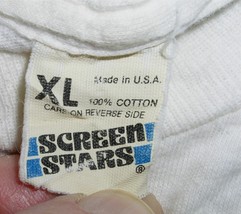 XL
Made in U.S.A.
100% COTTON
CARE ON REVERSE SIDE
SCREEN
STARS
®